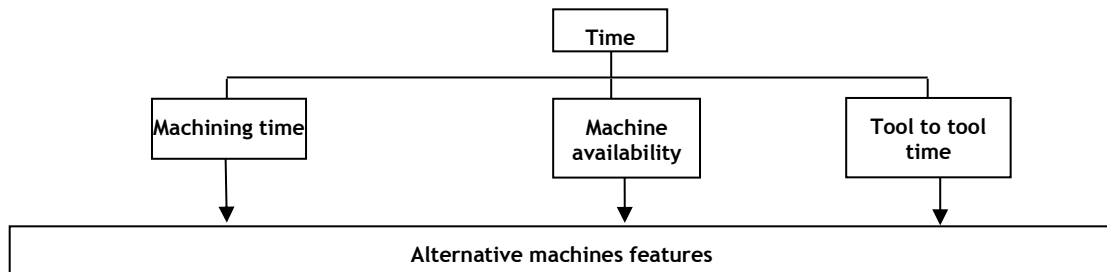 Time
Machining time
Machine
availability
Tool to tool
time
Alternative machines features